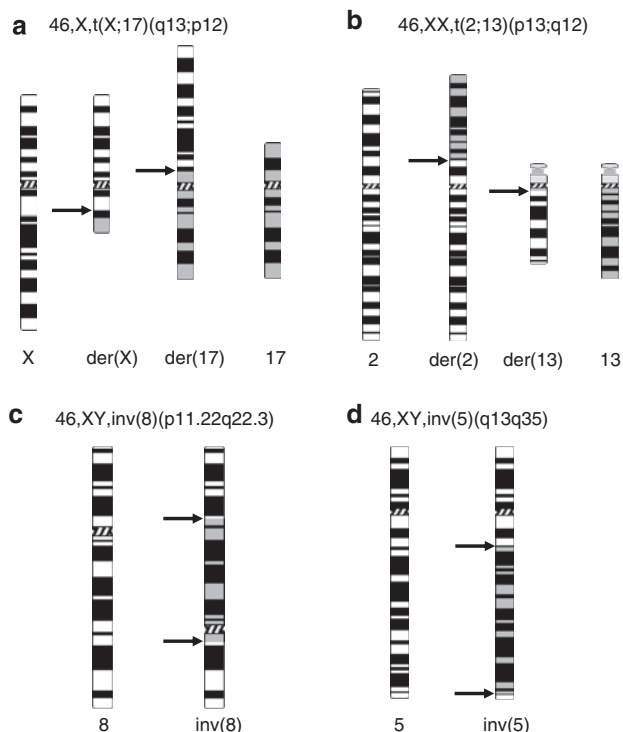 a
46,X,t(X;17)(q13;p12)
X
der(X)
der(17)
17
b
46,XX,t(2;13)(p13;q12)
2
der(2)
der(13)
13
c
46,XY,inv(8)(p11.22q22.3)
8
inv(8)
d
46,XY,inv(5)(q13q35)
5
inv(5)